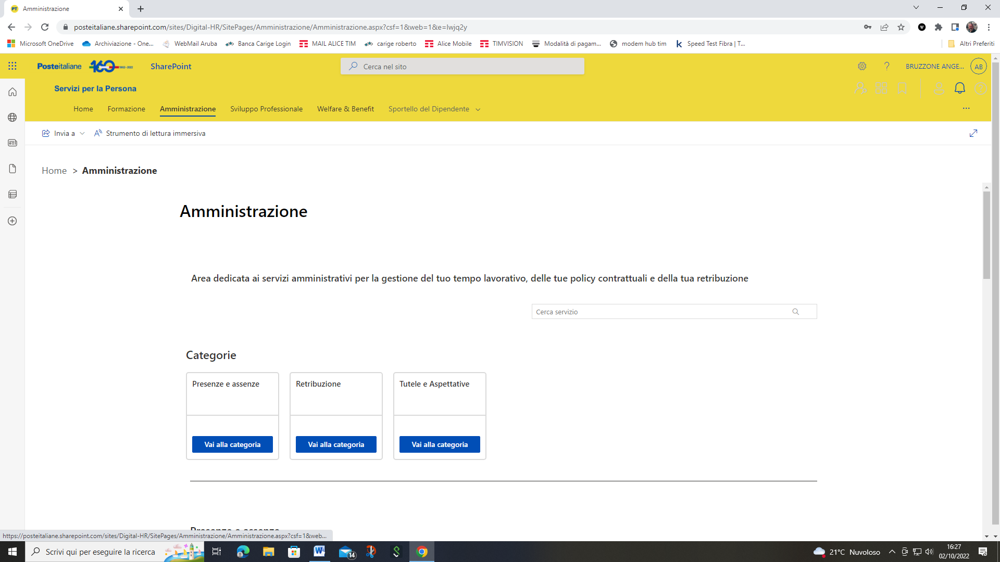 Amministrazione
posteitaliane.sharepoint.com/sites/Digital-HR/SitePages/Amministrazione/Amministrazione.aspx?csf=1&web=1&e=lwjq2y
Microsoft OneDrive
Archiviazione - One...
WebMail Aruba
Banca Carige Login
MAIL ALICE TIM
carige roberto
Alice Mobile
TIMVISION
Modalità di pagam...
modem hub tim
Speed Test Fibra | T...
Altri Preferiti
Posteitaliane 160 1862-2022
SharePoint
Cerca nel sito
BRUZZONE ANGE...
AB
Servizi per la Persona
Home
Formazione
Amministrazione
Sviluppo Professionale
Welfare & Benefit
Sportello del Dipendente
Invia a
Strumento di lettura immersiva
Home > Amministrazione
Amministrazione
Area dedicata ai servizi amministrativi per la gestione del tuo tempo lavorativo, delle tue policy contrattuali e della tua retribuzione
Cerca servizio
Categorie
Presenze e assenze
Retribuzione
Tutele e Aspettative
Vai alla categoria
Vai alla categoria
Vai alla categoria
Presenze e assenze
https://posteitaliane.sharepoint.com/sites/Digital-HR/SitePages/Amministrazione/Amministrazione.aspx?csf=1&web...
Scrivi qui per eseguire la ricerca
14
21°C Nuvoloso
16:27
02/10/2022